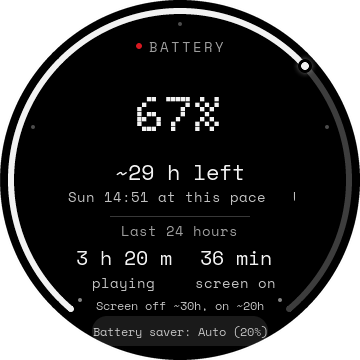 BATTERY
67%
~29 h left
Sun 14:51 at this pace
Last 24 hours
3 h 20 m 36 min
playing screen on
Screen off ~30h, on ~20h
Battery saver: Auto (20%)